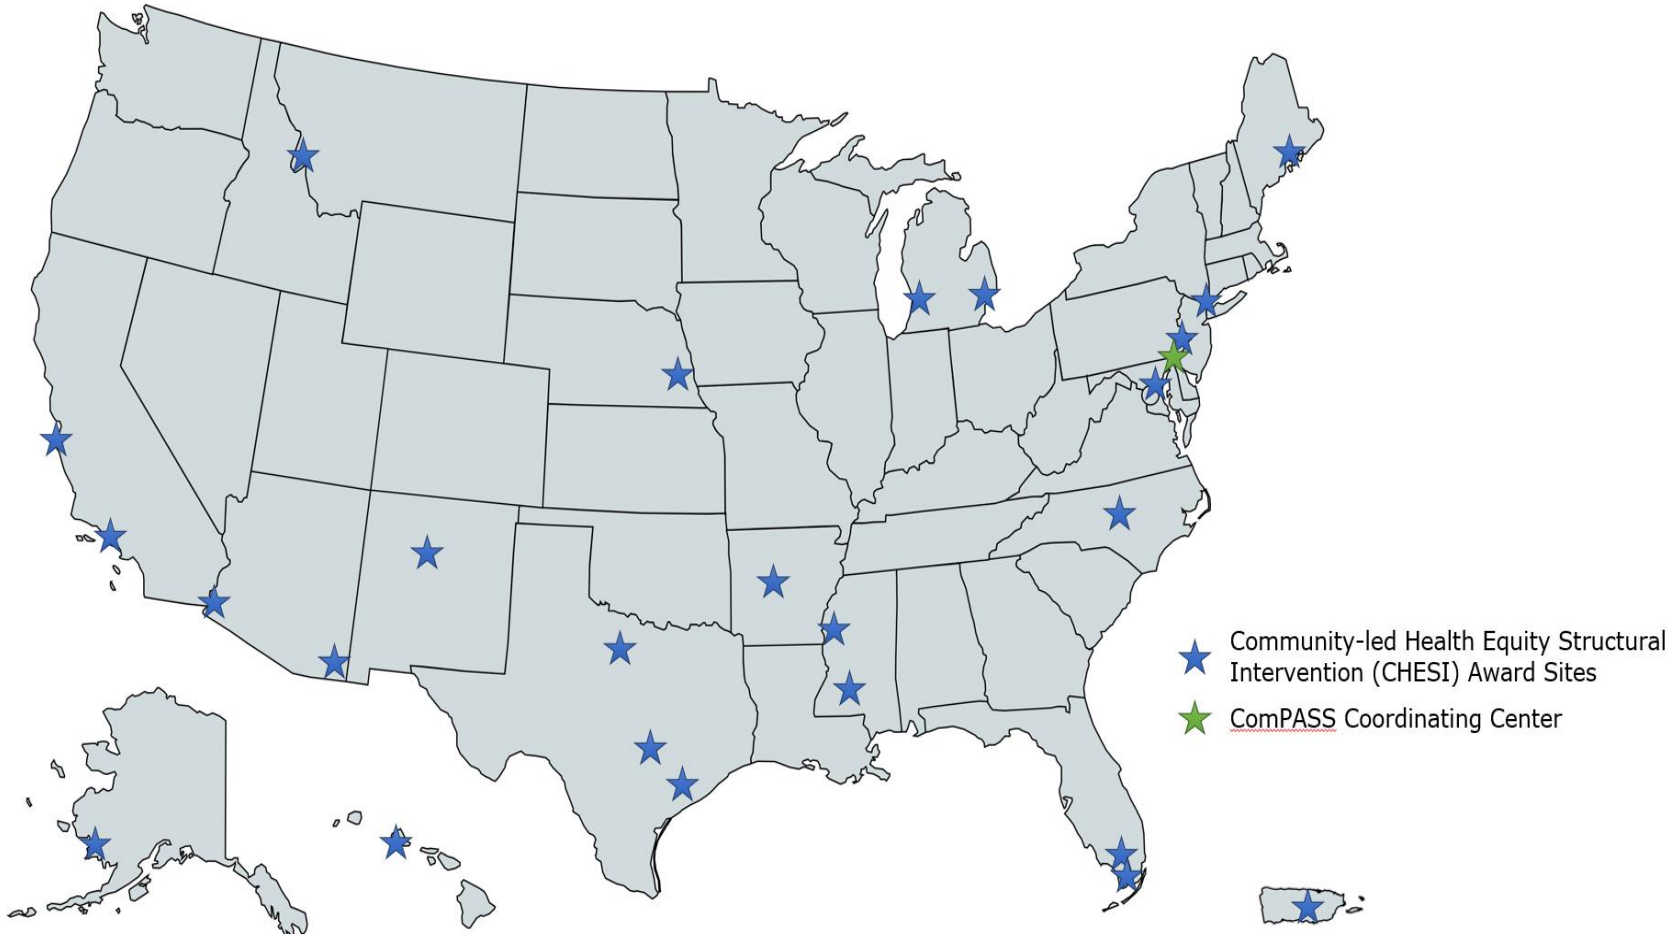 Community-led Health Equity Structural
Intervention (CHESI) Award Sites
ComPASS Coordinating Center